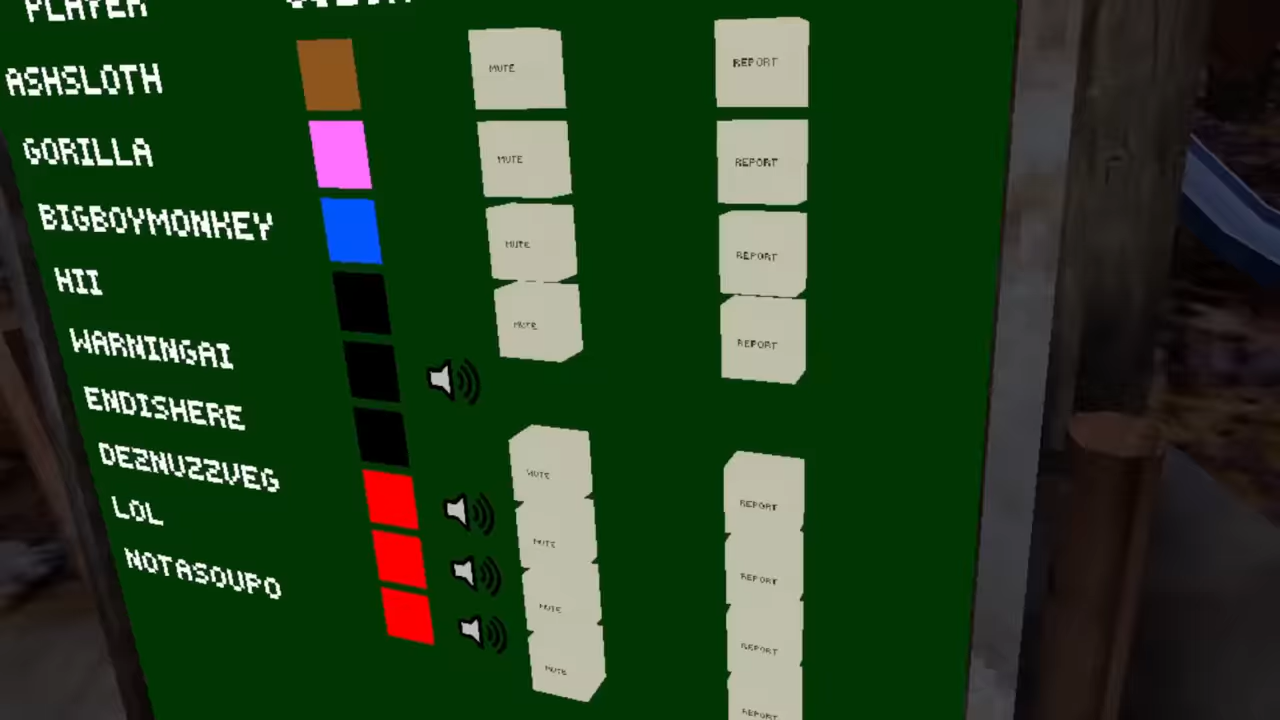 PLAYER
ASHSLOTH MUTE REPORT
GORILLA MUTE REPORT
BIGBOYMONKEY MUTE REPORT
HII MUTE REPORT
WARNINGAI
ENDISHERE MUTE REPORT
DEZNUZZVEG MUTE REPORT
LOL MUTE REPORT
NOTASOUPO MUTE REPORT